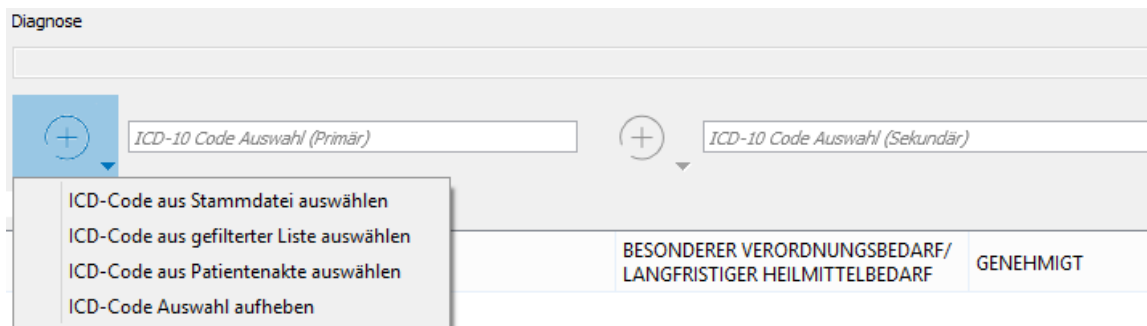 Diagnose
ICD-10 Code Auswahl (Primär)
ICD-10 Code Auswahl (Sekundär)
ICD-Code aus Stammdatei auswählen
ICD-Code aus gefilterter Liste auswählen
ICD-Code aus Patientenakte auswählen
ICD-Code Auswahl aufheben
BESONDERER VERORDNUNGSBEDARF/
LANGFRISTIGER HEILMITTELBEDARF
GENEHMIGT